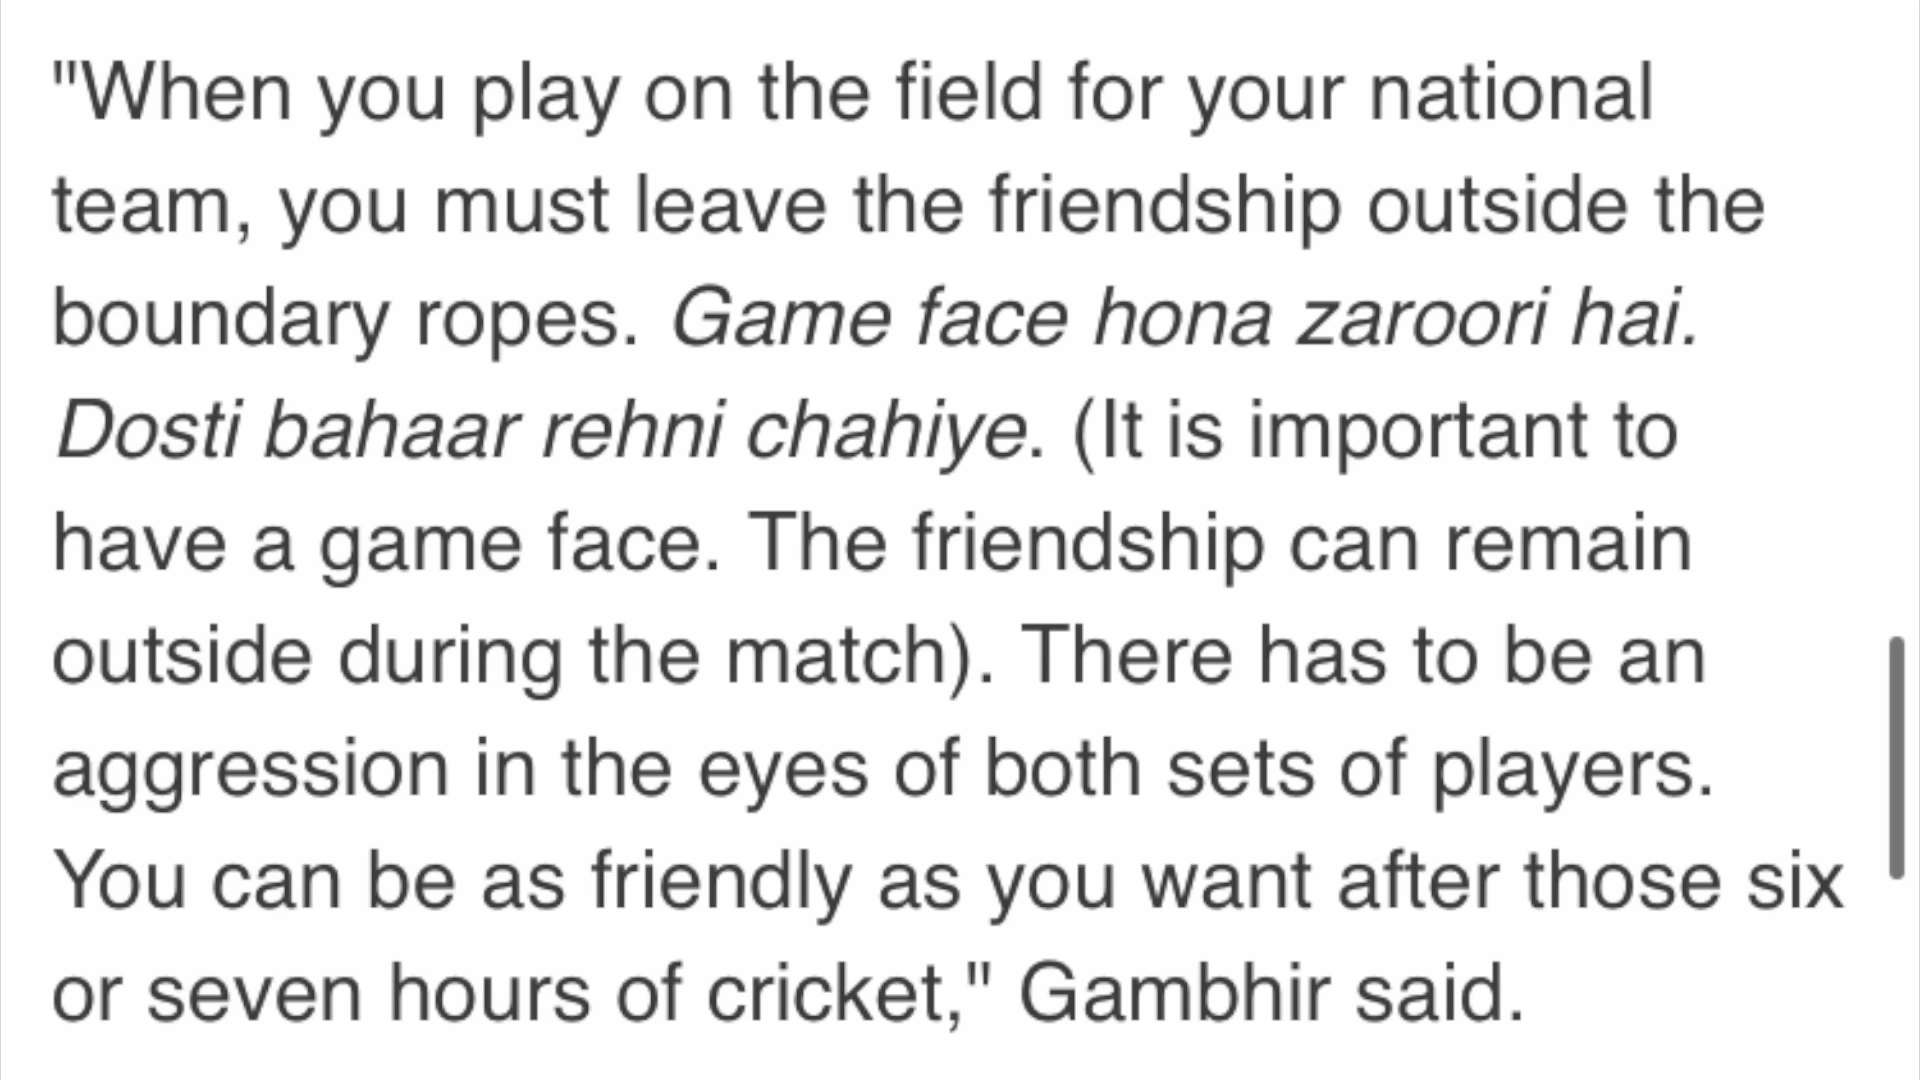 "When you play on the field for your national
team, you must leave the friendship outside the
boundary ropes. Game face hona zaroori hai.
Dosti bahaar rehni chahiye. (It is important to
have a game face. The friendship can remain
outside during the match). There has to be an
aggression in the eyes of both sets of players.
You can be as friendly as you want after those six
or seven hours of cricket," Gambhir said.